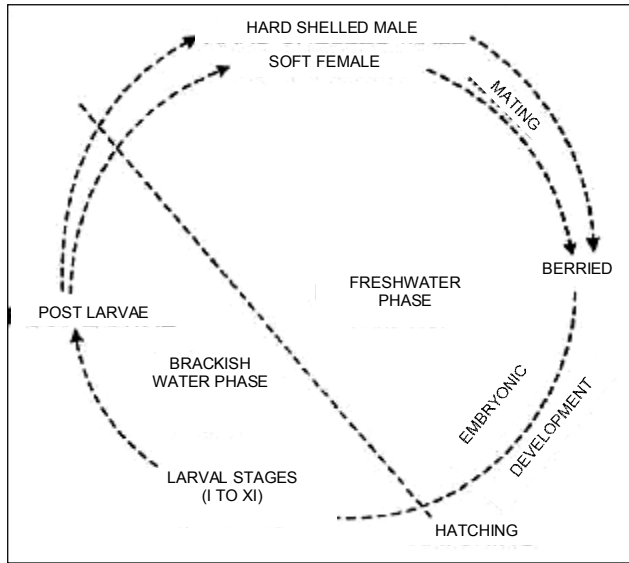 HARD SHELLED MALE
SOFT FEMALE
MATING
BERRIED
FRESHWATER
PHASE
POST LARVAE
BRACKISH
WATER PHASE
EMBRYONIC
DEVELOPMENT
LARVAL STAGES
(I TO XI)
HATCHING